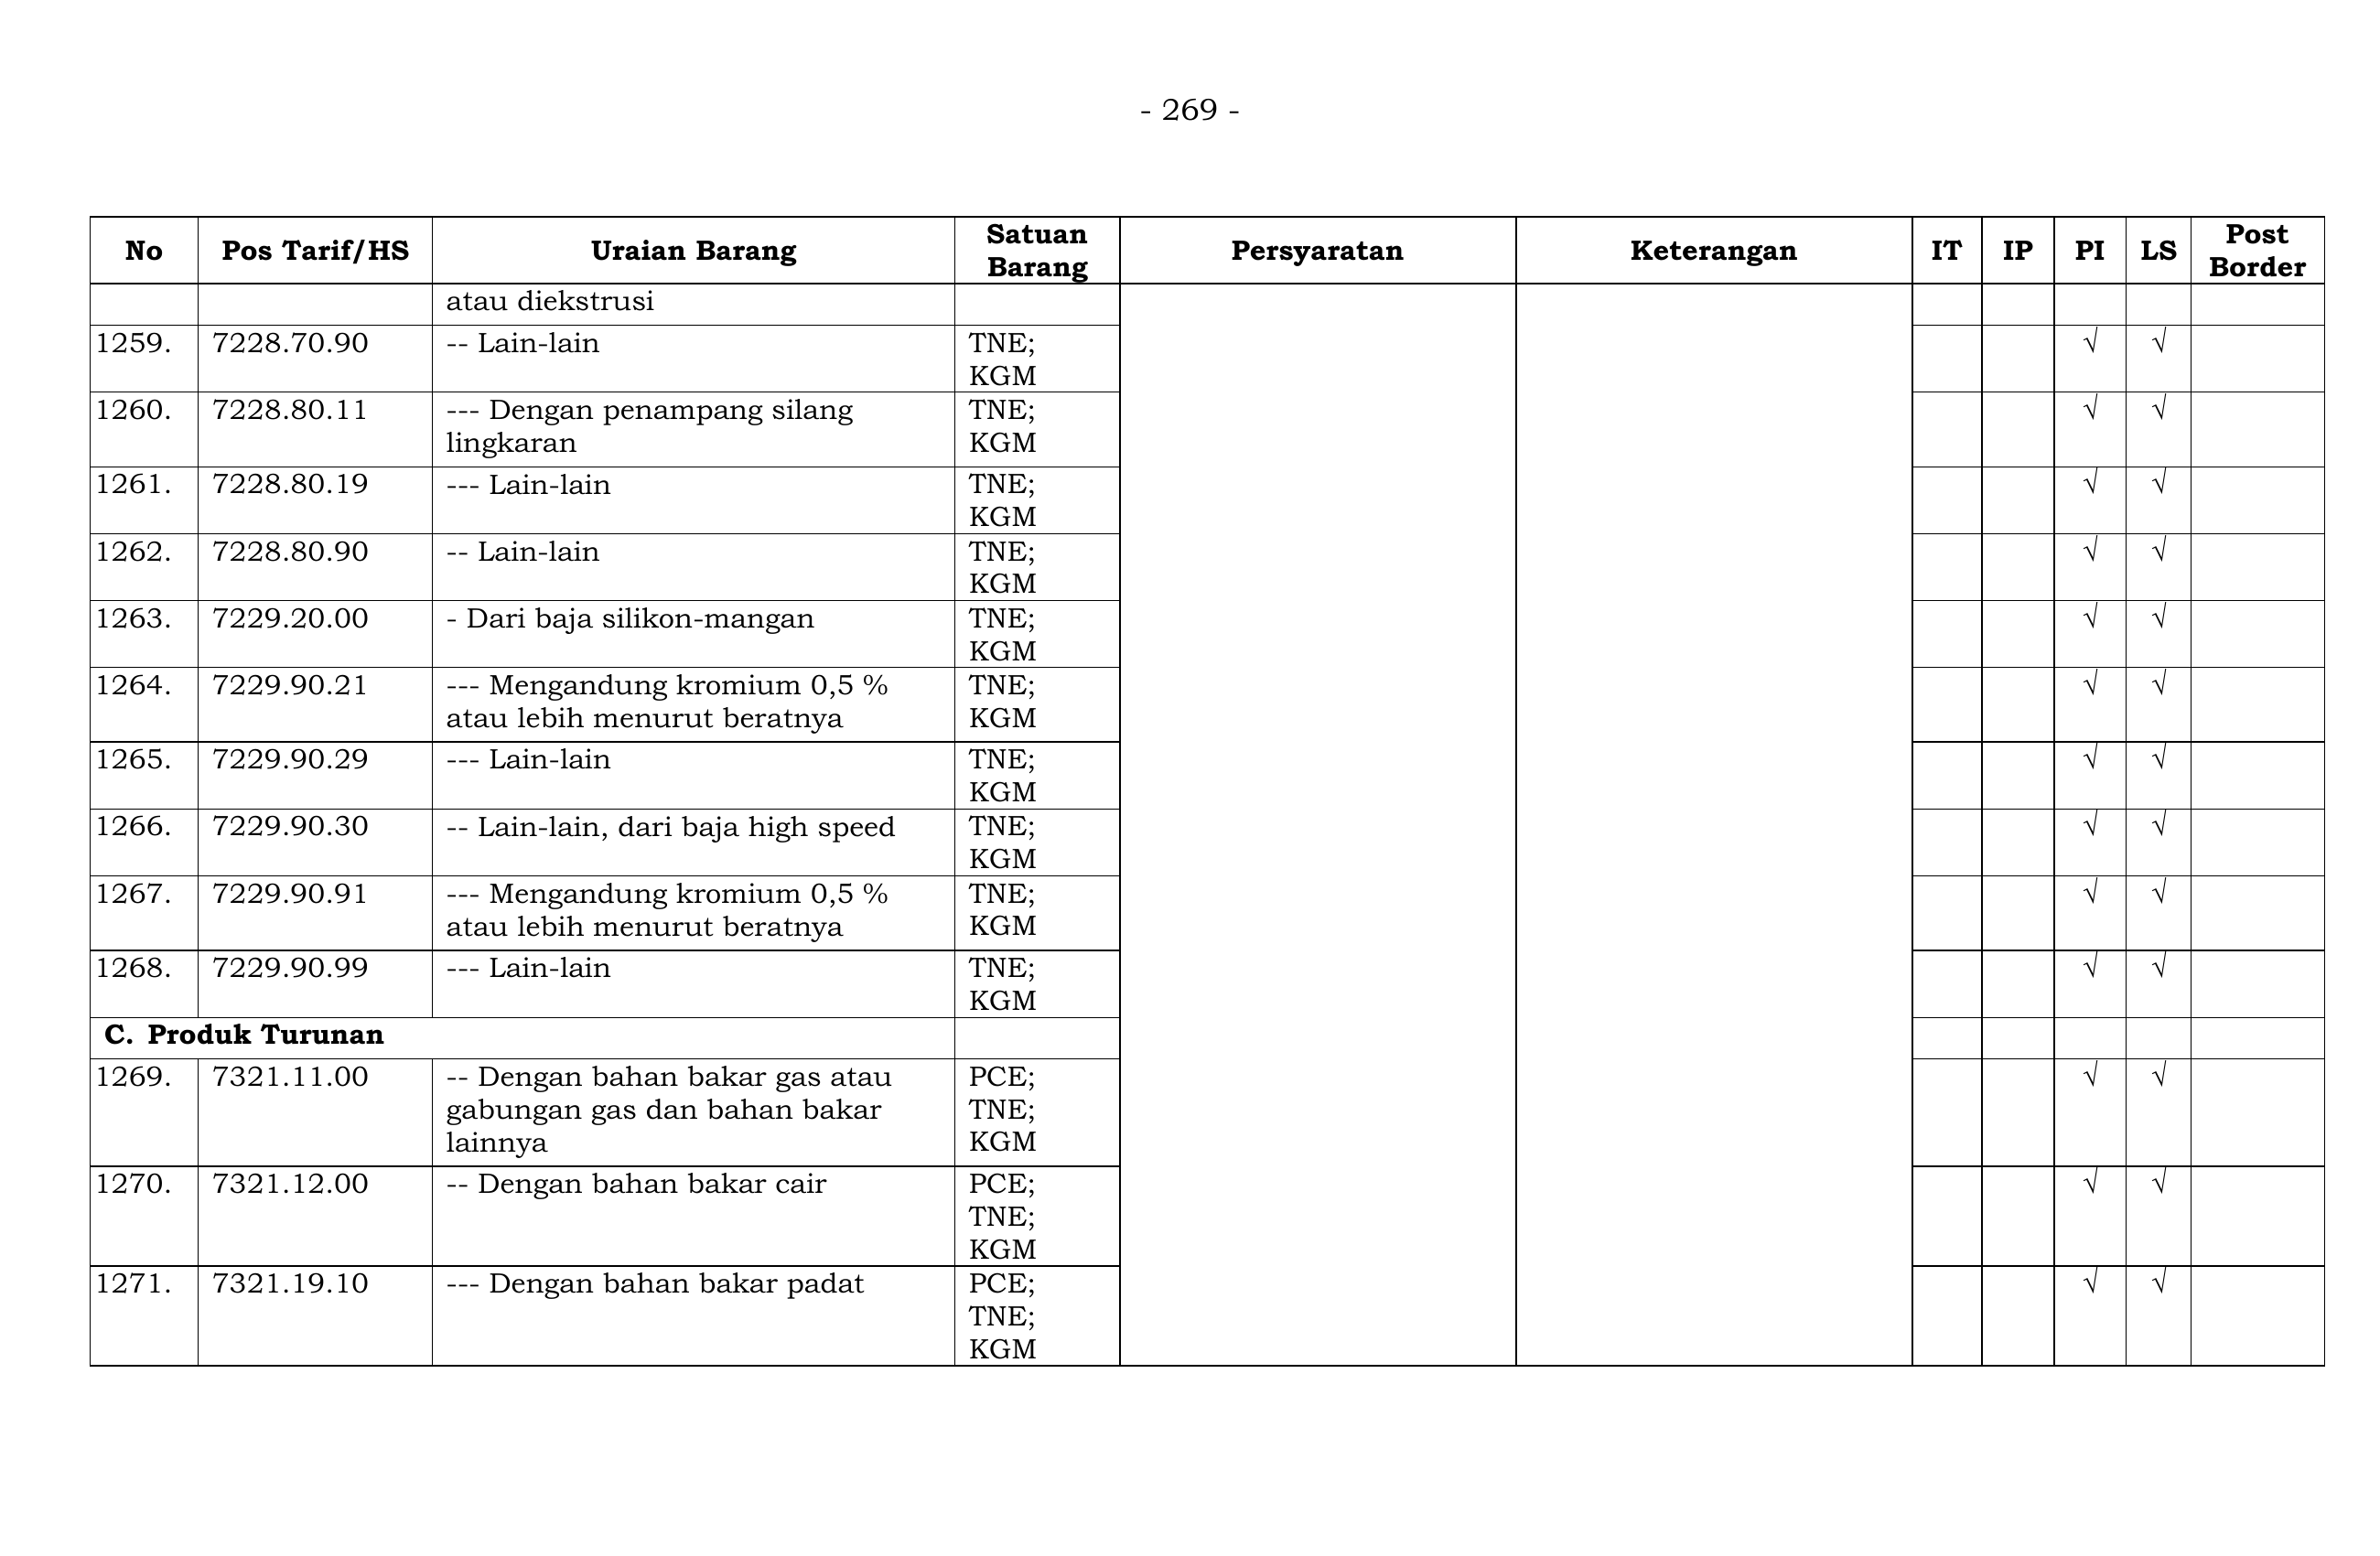 - 269 -
No Pos Tarif/HS Uraian Barang Satuan Barang Persyaratan Keterangan IT IP PI LS Post Border
atau diekstrusi
1259. 7228.70.90 -- Lain-lain TNE; √ √
KGM
1260. 7228.80.11 --- Dengan penampang silang TNE; √ √
lingkaran KGM
1261. 7228.80.19 --- Lain-lain TNE; √ √
KGM
1262. 7228.80.90 -- Lain-lain TNE; √ √
KGM
1263. 7229.20.00 - Dari baja silikon-mangan TNE; √ √
KGM
1264. 7229.90.21 --- Mengandung kromium 0,5 % TNE; √ √
atau lebih menurut beratnya KGM
1265. 7229.90.29 --- Lain-lain TNE; √ √
KGM
1266. 7229.90.30 -- Lain-lain, dari baja high speed TNE; √ √
KGM
1267. 7229.90.91 --- Mengandung kromium 0,5 % TNE; √ √
atau lebih menurut beratnya KGM
1268. 7229.90.99 --- Lain-lain TNE; √ √
KGM
C. Produk Turunan
1269. 7321.11.00 -- Dengan bahan bakar gas atau PCE; √ √
gabungan gas dan bahan bakar TNE;
lainnya KGM
1270. 7321.12.00 -- Dengan bahan bakar cair PCE; √ √
TNE;
KGM
1271. 7321.19.10 --- Dengan bahan bakar padat PCE; √ √
TNE;
KGM